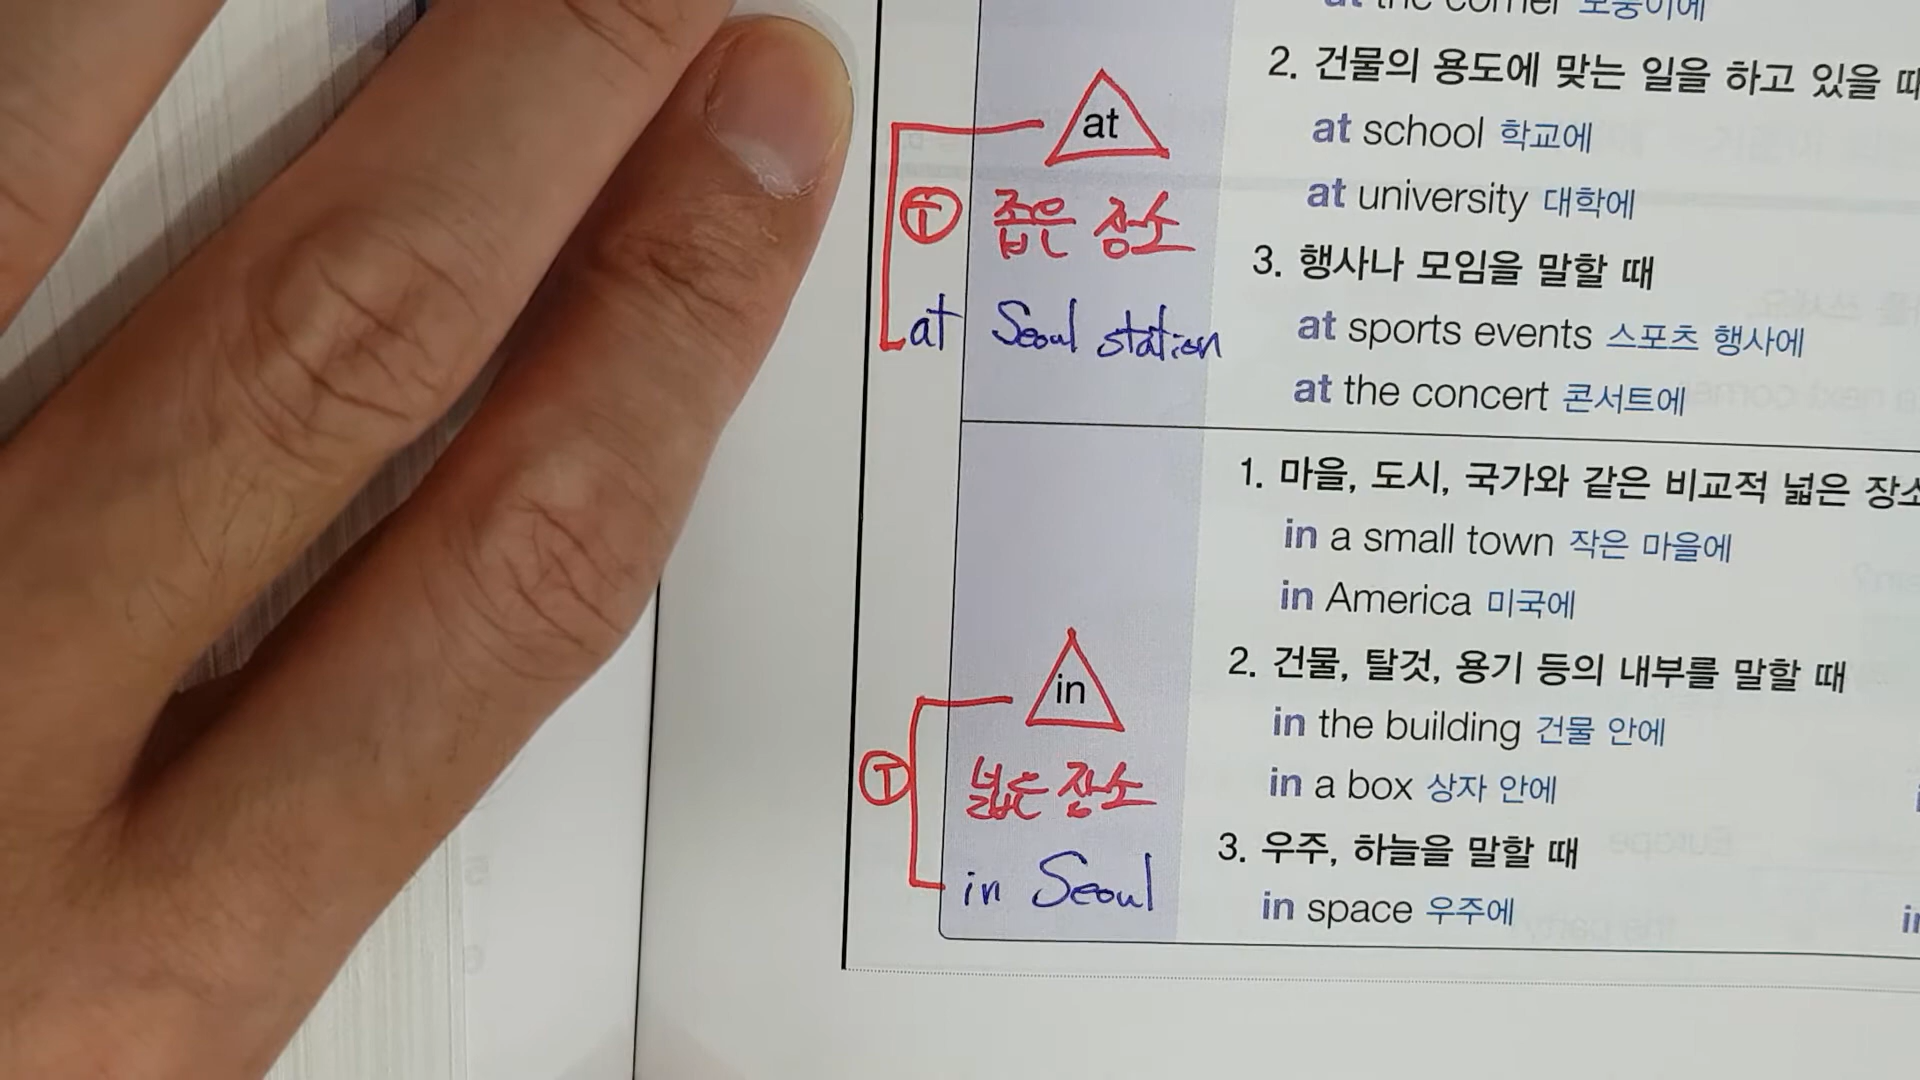 at the corner 모퉁이에
2. 건물의 용도에 맞는 일을 하고 있을 때
at school 학교에
at university 대학에
3. 행사나 모임을 말할 때
at sports events 스포츠 행사에
at the concert 콘서트에
at
T 좁은 장소
at Seoul station
1. 마을, 도시, 국가와 같은 비교적 넓은 장소
in a small town 작은 마을에
in America 미국에
2. 건물, 탈것, 용기 등의 내부를 말할 때
in the building 건물 안에
in a box 상자 안에
3. 우주, 하늘을 말할 때
in space 우주에
in
T 넓은 장소
in Seoul